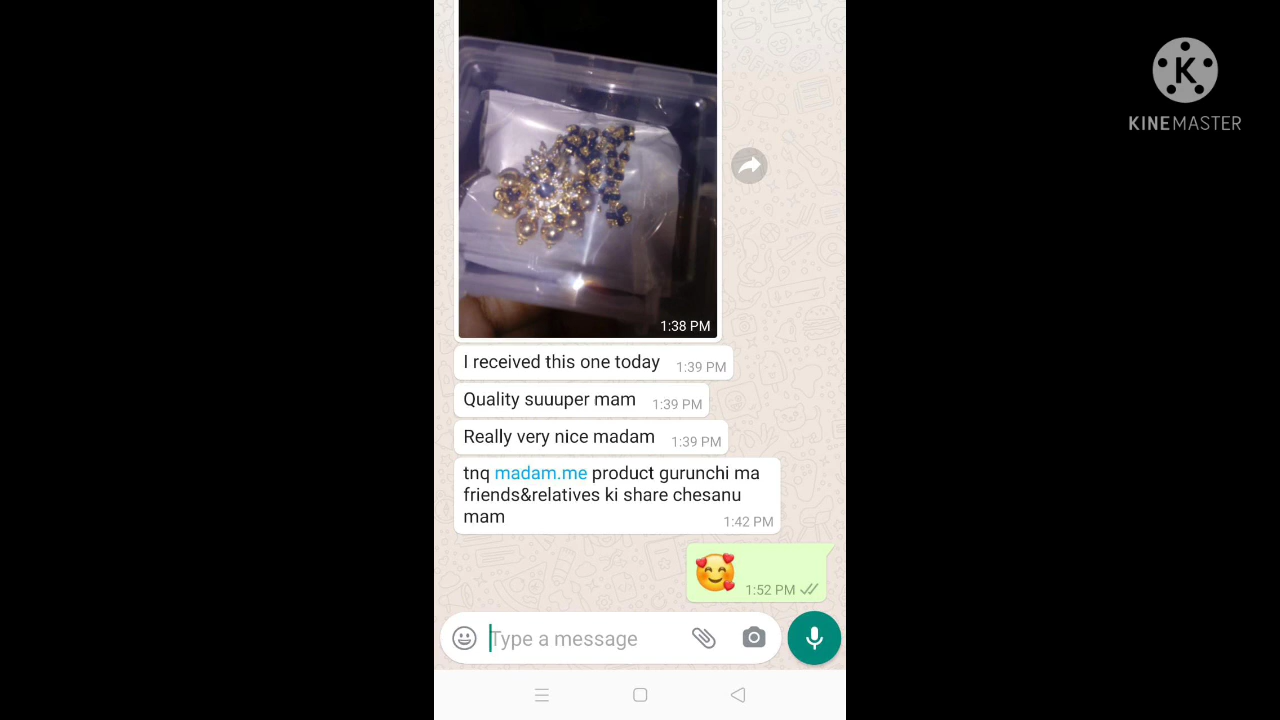 KINEMASTER
1:38 PM
I received this one today 1:39 PM
Quality suuuper mam 1:39 PM
Really very nice madam 1:39 PM
tnq madam.me product gurunchi ma
friends&relatives ki share chesanu
mam 1:42 PM
🥰 1:52 PM
Type a message